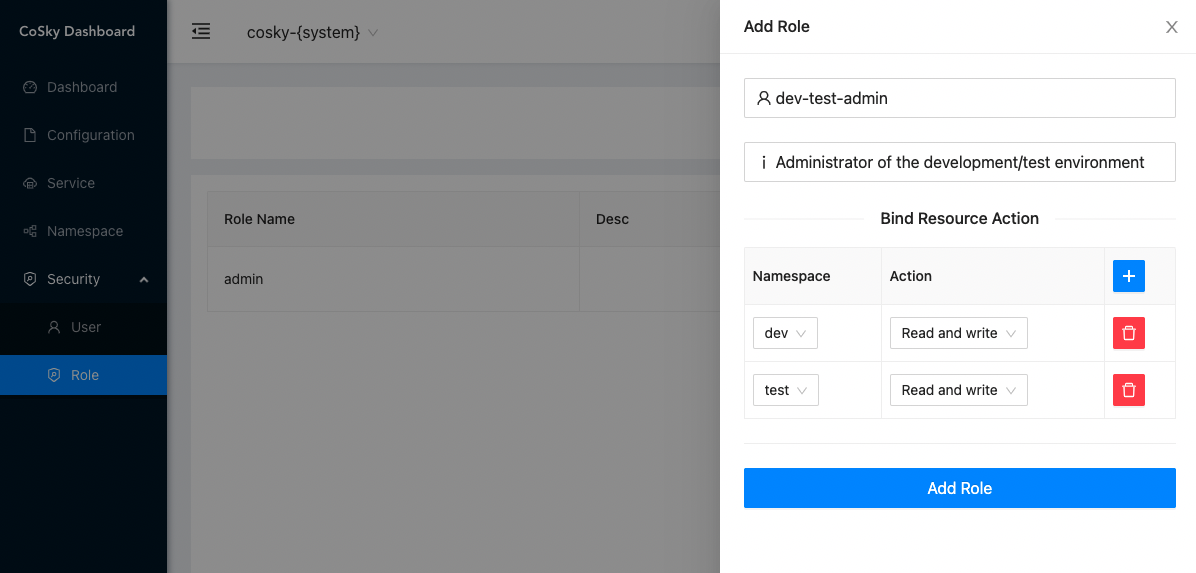 CoSky Dashboard
Dashboard
Configuration
Service
Namespace
Security
User
Role
cosky-{system}
Role Name Desc
admin
Add Role
dev-test-admin
Administrator of the development/test environment
Bind Resource Action
Namespace Action
dev Read and write
test Read and write
Add Role